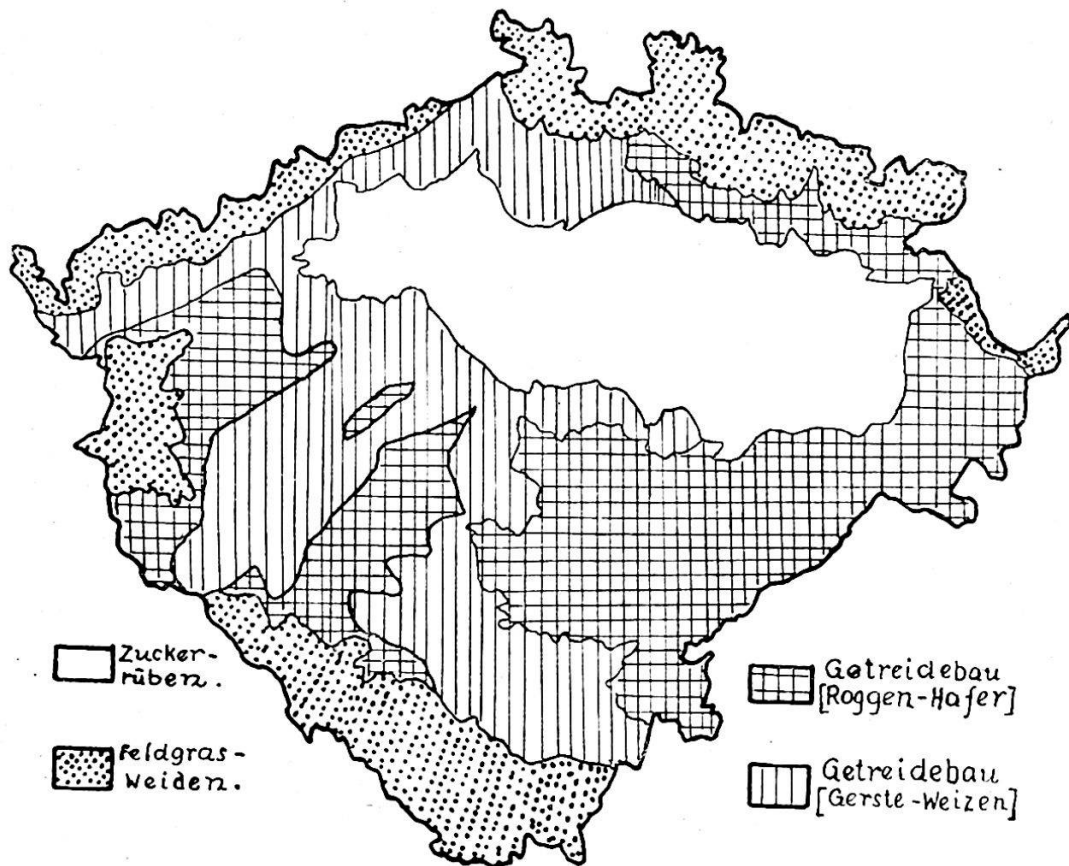 Zucker-
rüben.
Feldgras-
Weiden.
Getreidebau
[Roggen-Hafer]
Getreidebau
[Gerste-Weizen]